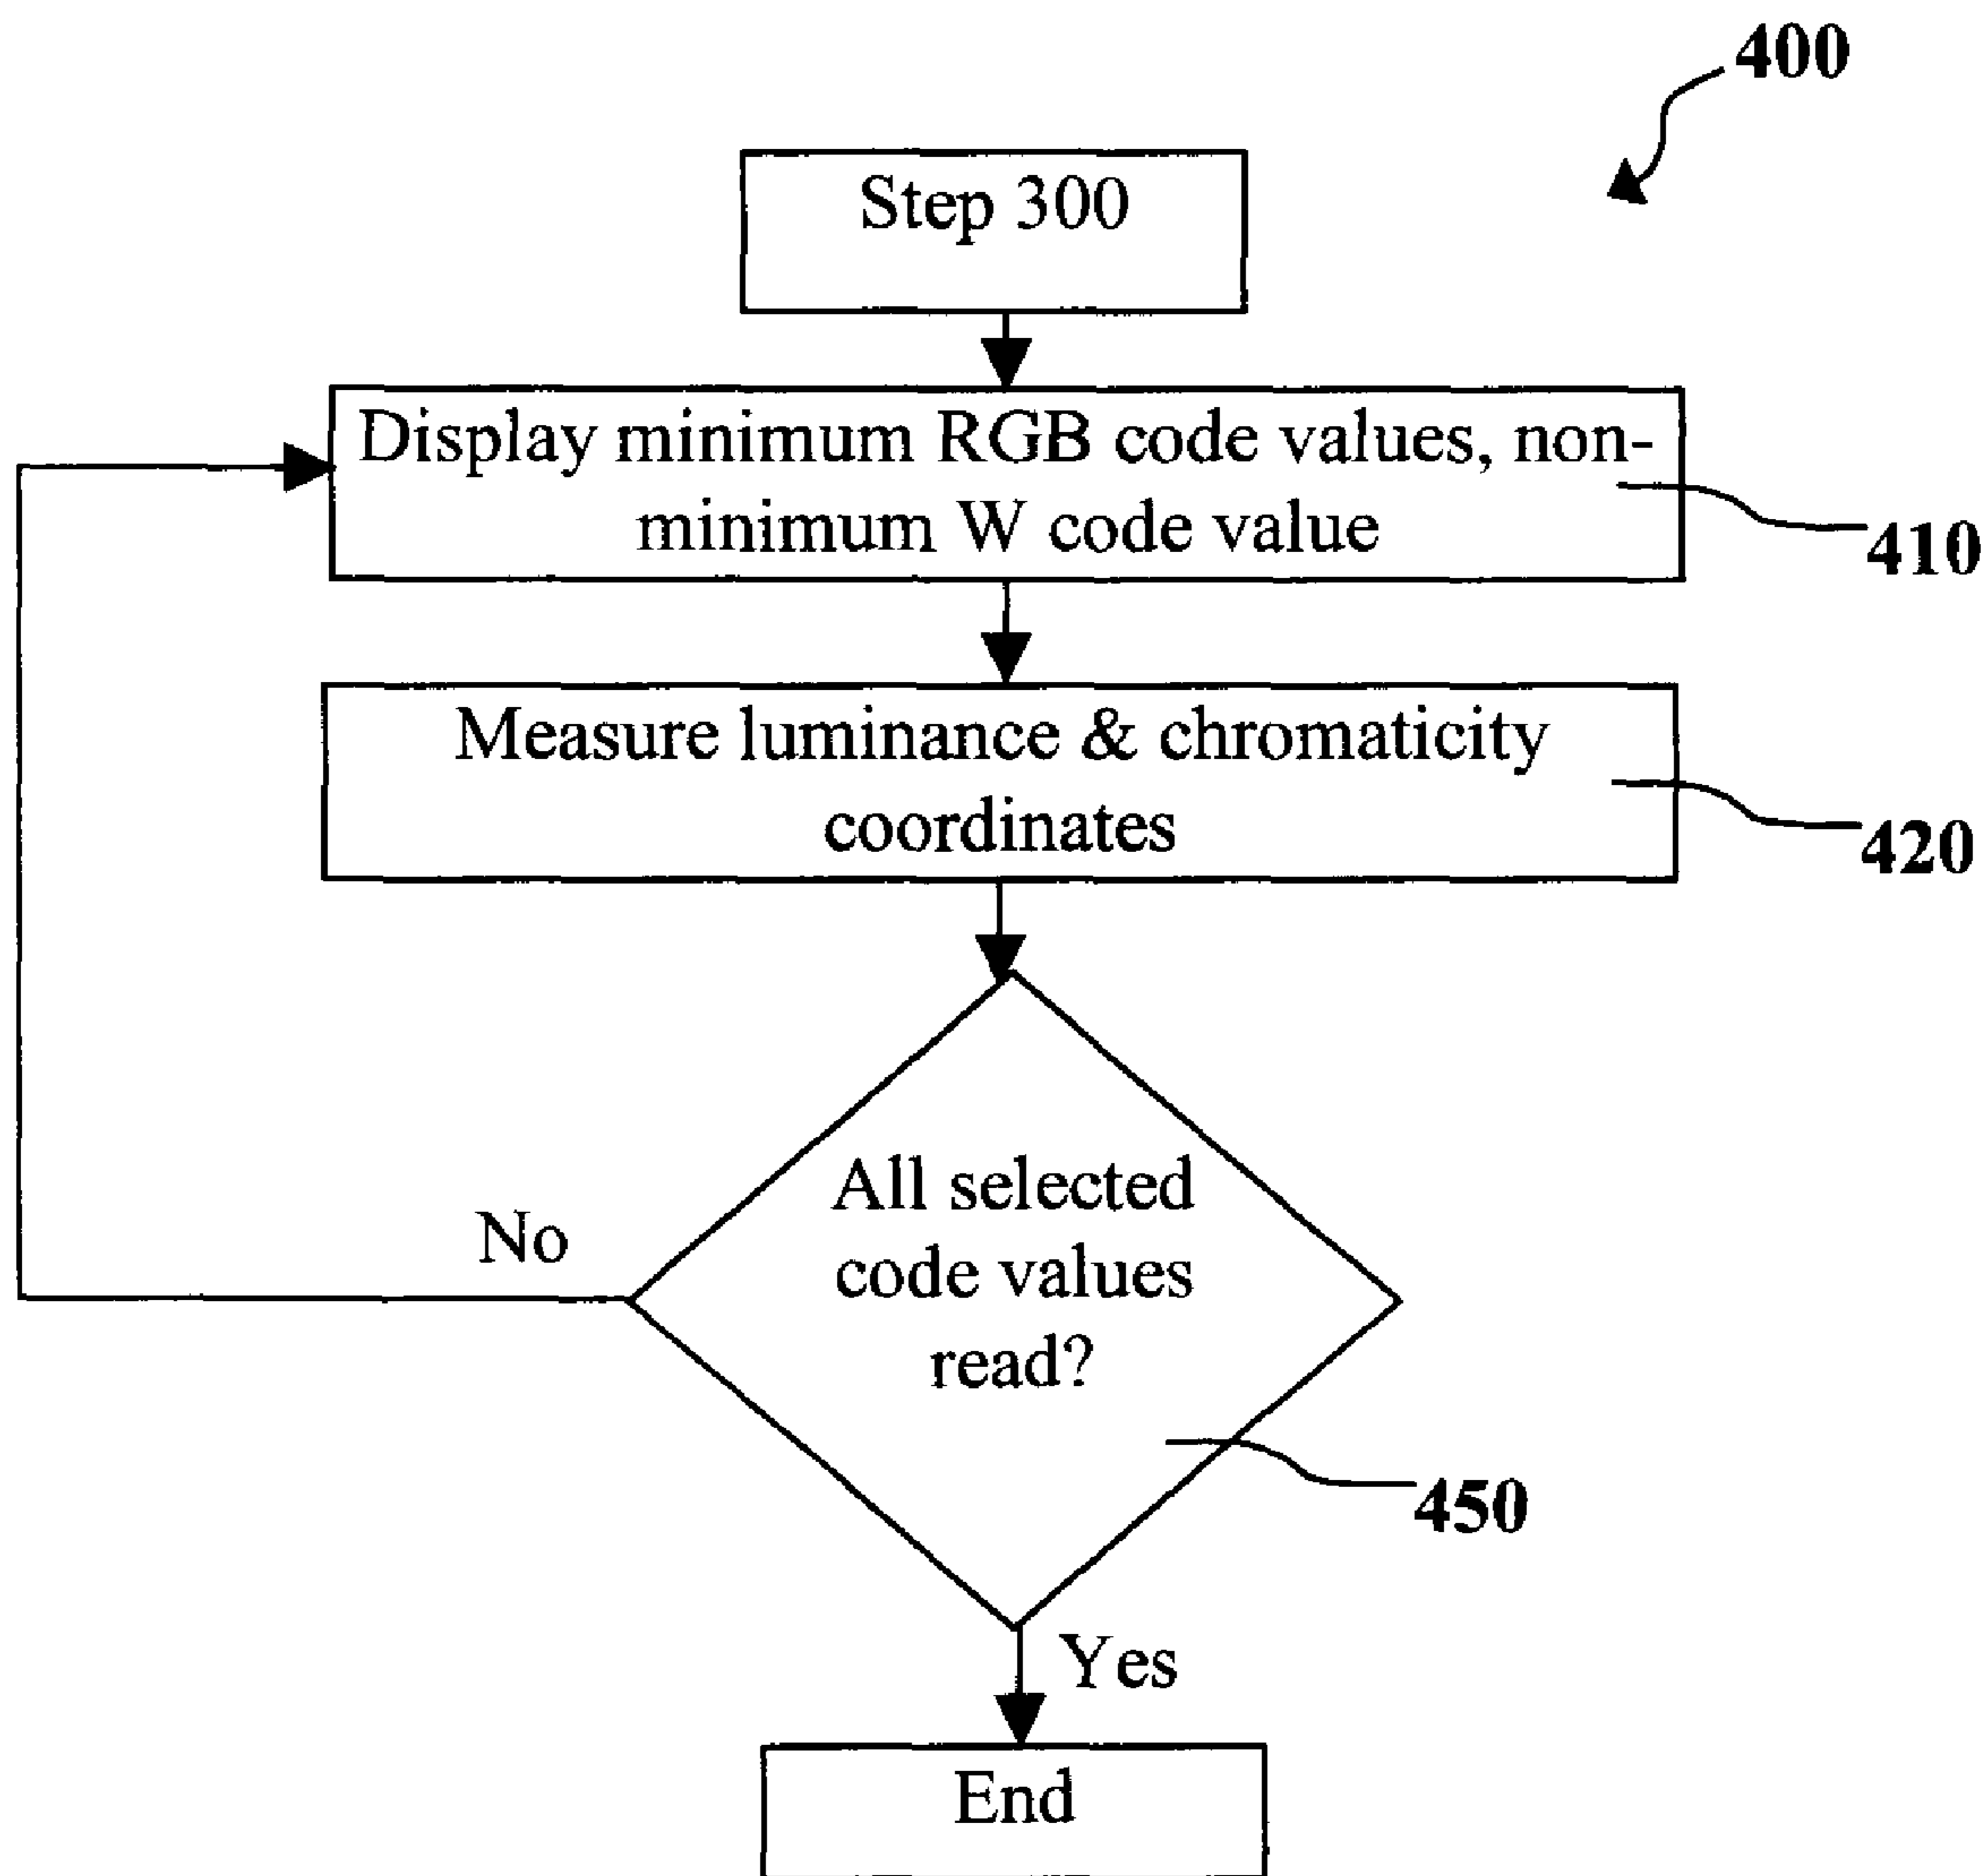 400
Step 300
Display minimum RGB code values, non-
minimum W code value
410
Measure luminance & chromaticity
coordinates
420
All selected
code values
read?
No
450
Yes
End